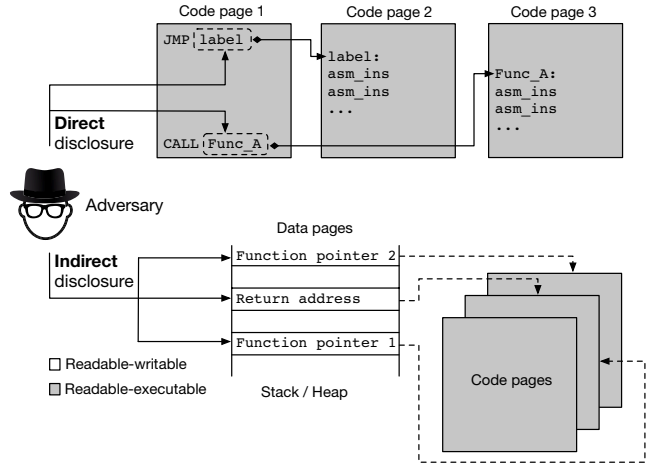 Code page 1
Code page 2
Code page 3
JMP label
label:
asm_ins
asm_ins
...
Func_A:
asm_ins
asm_ins
...
CALL Func_A
Direct
disclosure
Adversary
Data pages
Function pointer 2
Indirect
disclosure
Return address
Function pointer 1
Readable-writable
Readable-executable
Stack / Heap
Code pages